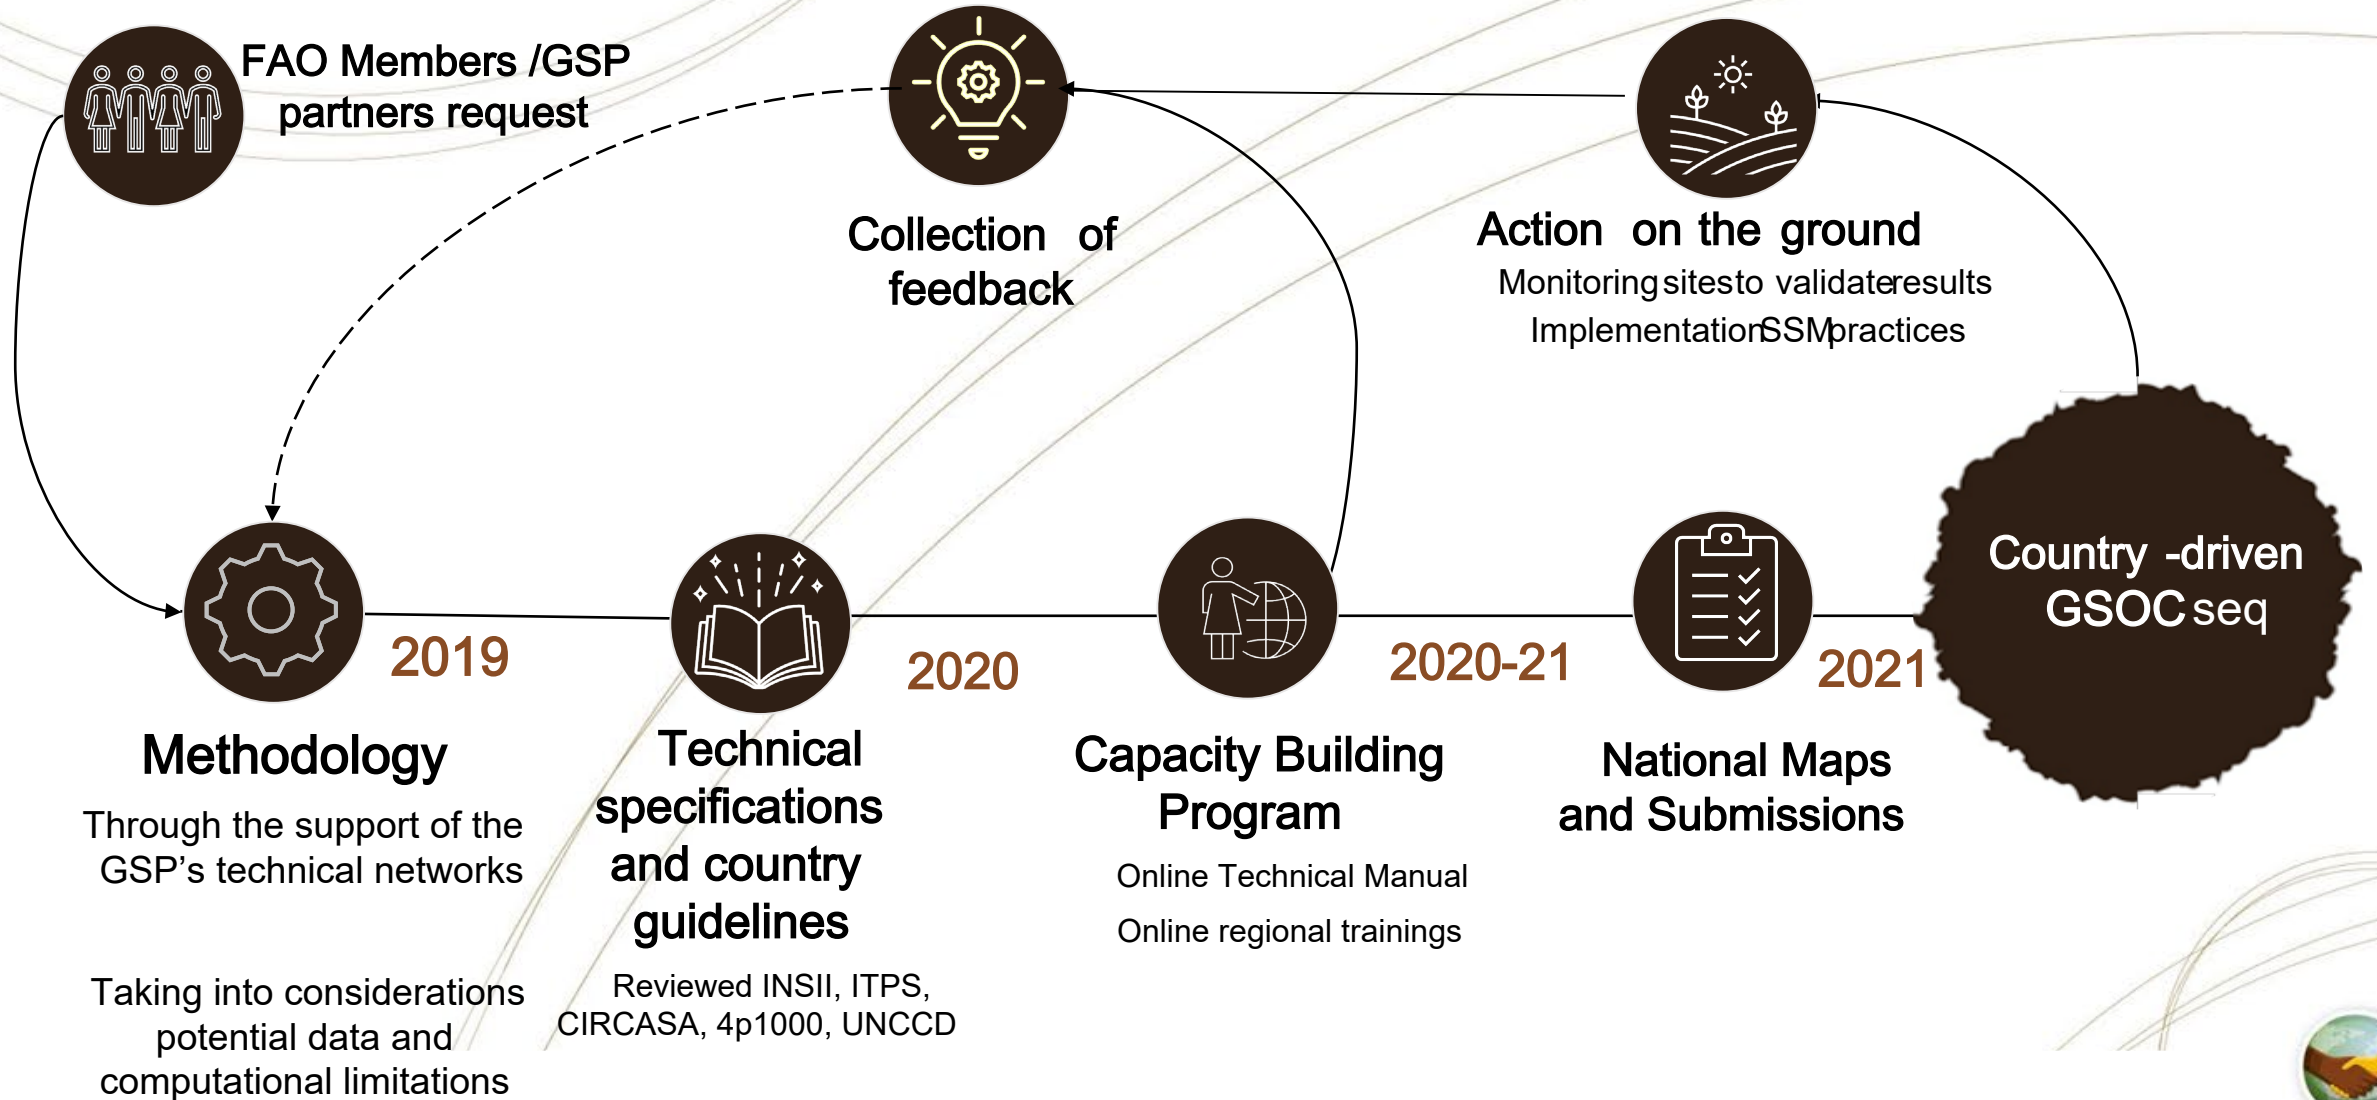 FAO Members /GSP
partners request
Collection of
feedback
Action on the ground
Monitoring sites to validate results
Implementation SSM practices
Country -driven
GSOC seq
2019
2020
2020-21
2021
Methodology
Through the support of the
GSP's technical networks
Taking into considerations
potential data and
computational limitations
Technical
specifications
and country
guidelines
Reviewed INSII, ITPS,
CIRCASA, 4p1000, UNCCD
Capacity Building
Program
Online Technical Manual
Online regional trainings
National Maps
and Submissions